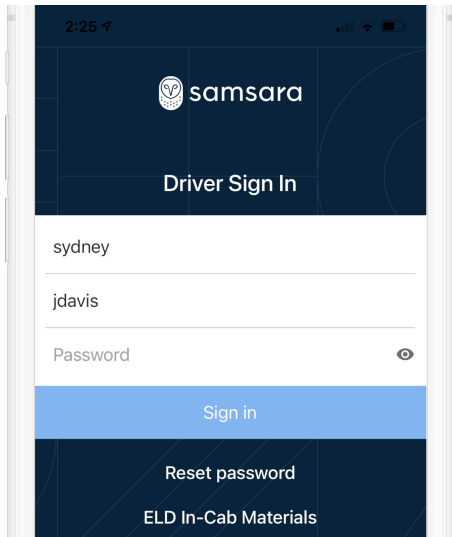 2:25
samsara
Driver Sign In
sydney
jdavis
Password
Sign in
Reset password
ELD In-Cab Materials